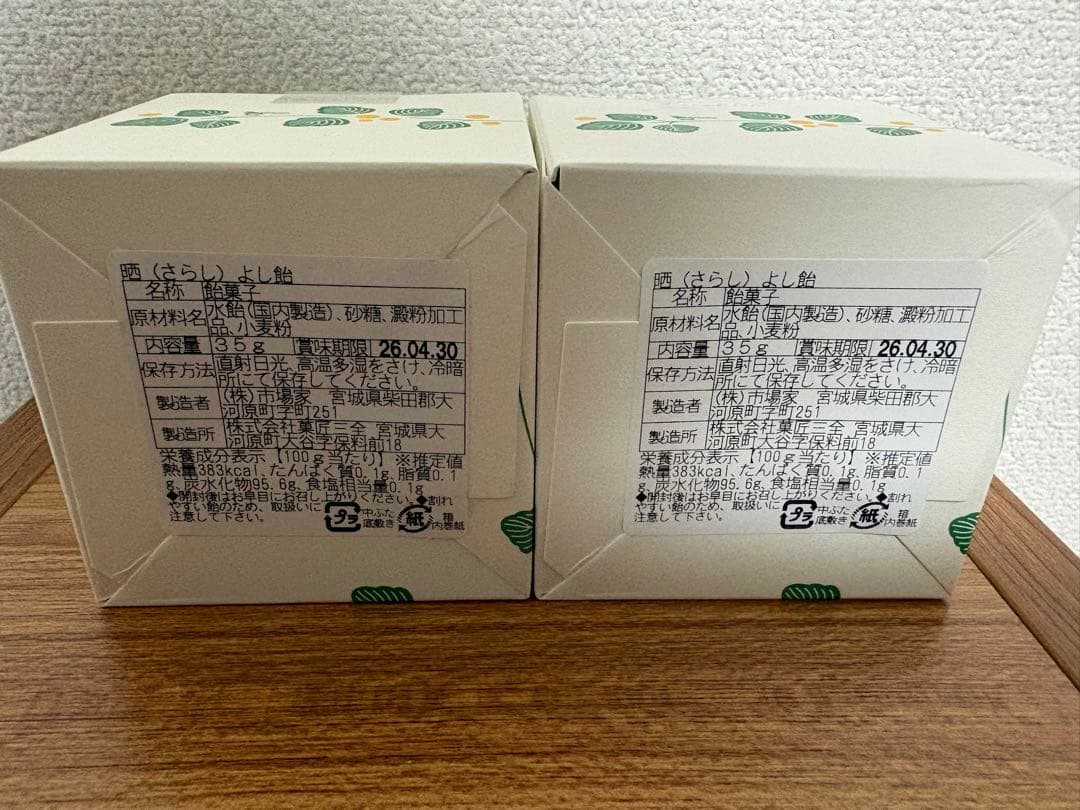 晒（さらし）よし飴
名称 飴菓子
原材料名 水飴(国内製造)、砂糖、澱粉加工
品、小麦粉
内容量 35g 賞味期限 26.04.30
保存方法 直射日光、高温多湿をさけ、冷暗
所にて保存してください。
製造者 (株)市場家 宮城県柴田郡大
河原町字町251
製造所 株式会社菓匠三全 宮城県大
河原町大谷字保料前18
栄養成分表示【100g当たり】※推定値
熱量383kcal、たんぱく質0.1g、脂質0.1
g、炭水化物95.6g、食塩相当量0.1g
◆開封後はお早目にお召し上がりください。◆割れ
やすい飴のため、取扱いに
注意して下さい。
プラ 中ふた
底敷き
紙 箱
内巻紙
晒（さらし）よし飴
名称 飴菓子
原材料名 水飴(国内製造)、砂糖、澱粉加工
品、小麦粉
内容量 35g 賞味期限 26.04.30
保存方法 直射日光、高温多湿をさけ、冷暗
所にて保存してください。
製造者 (株)市場家 宮城県柴田郡大
河原町字町251
製造所 株式会社菓匠三全 宮城県大
河原町大谷字保料前18
栄養成分表示【100g当たり】※推定値
熱量383kcal、たんぱく質0.1g、脂質0.1
g、炭水化物95.6g、食塩相当量0.1g
◆開封後はお早目にお召し上がりください。◆割れ
やすい飴のため、取扱いに
注意して下さい。
プラ 中ふた
底敷き
紙 箱
内巻紙